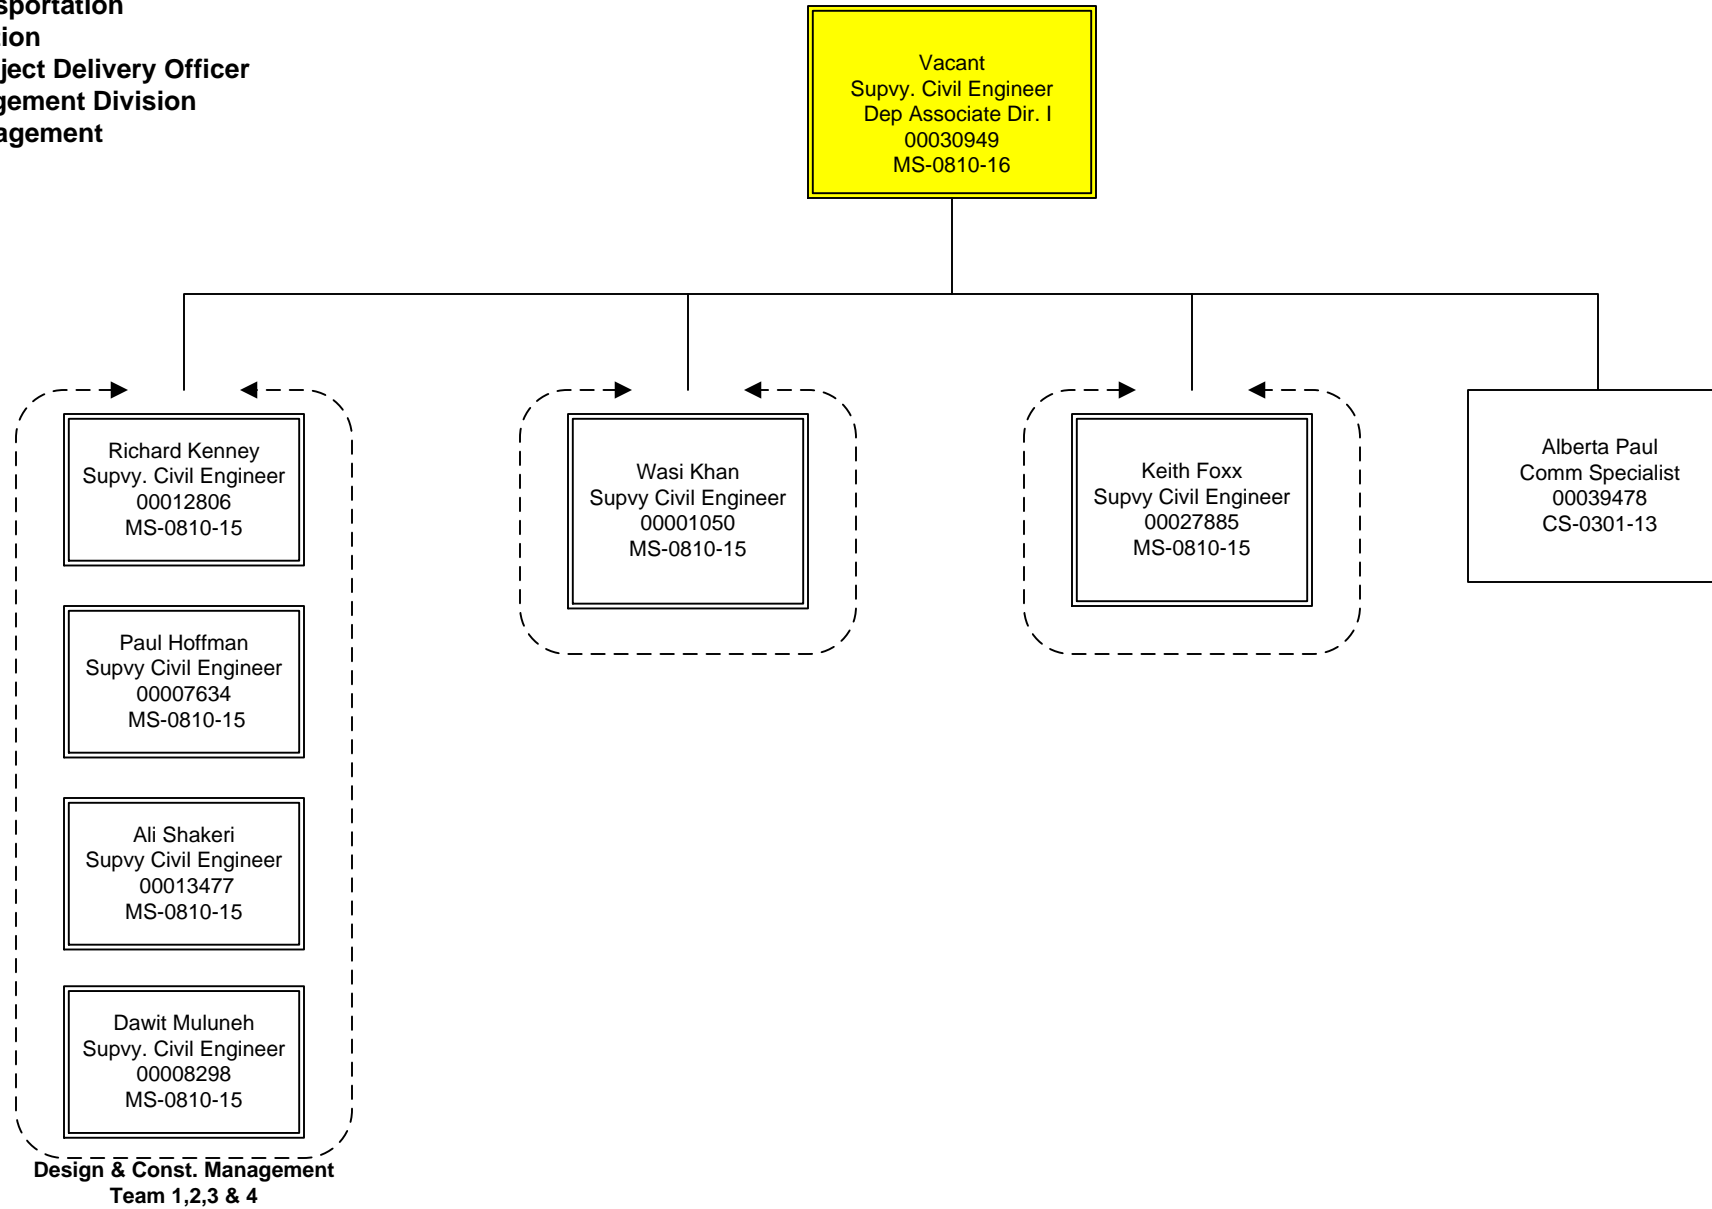 sportation
tion
ject Delivery Officer
gement Division
agement
Vacant
Supvy. Civil Engineer
Dep Associate Dir. I
00030949
MS-0810-16
Richard Kenney
Supvy. Civil Engineer
00012806
MS-0810-15
Paul Hoffman
Supvy Civil Engineer
00007634
MS-0810-15
Ali Shakeri
Supvy Civil Engineer
00013477
MS-0810-15
Dawit Muluneh
Supvy. Civil Engineer
00008298
MS-0810-15
Design & Const. Management
Team 1,2,3 & 4
Wasi Khan
Supvy Civil Engineer
00001050
MS-0810-15
Keith Foxx
Supvy Civil Engineer
00027885
MS-0810-15
Alberta Paul
Comm Specialist
00039478
CS-0301-13